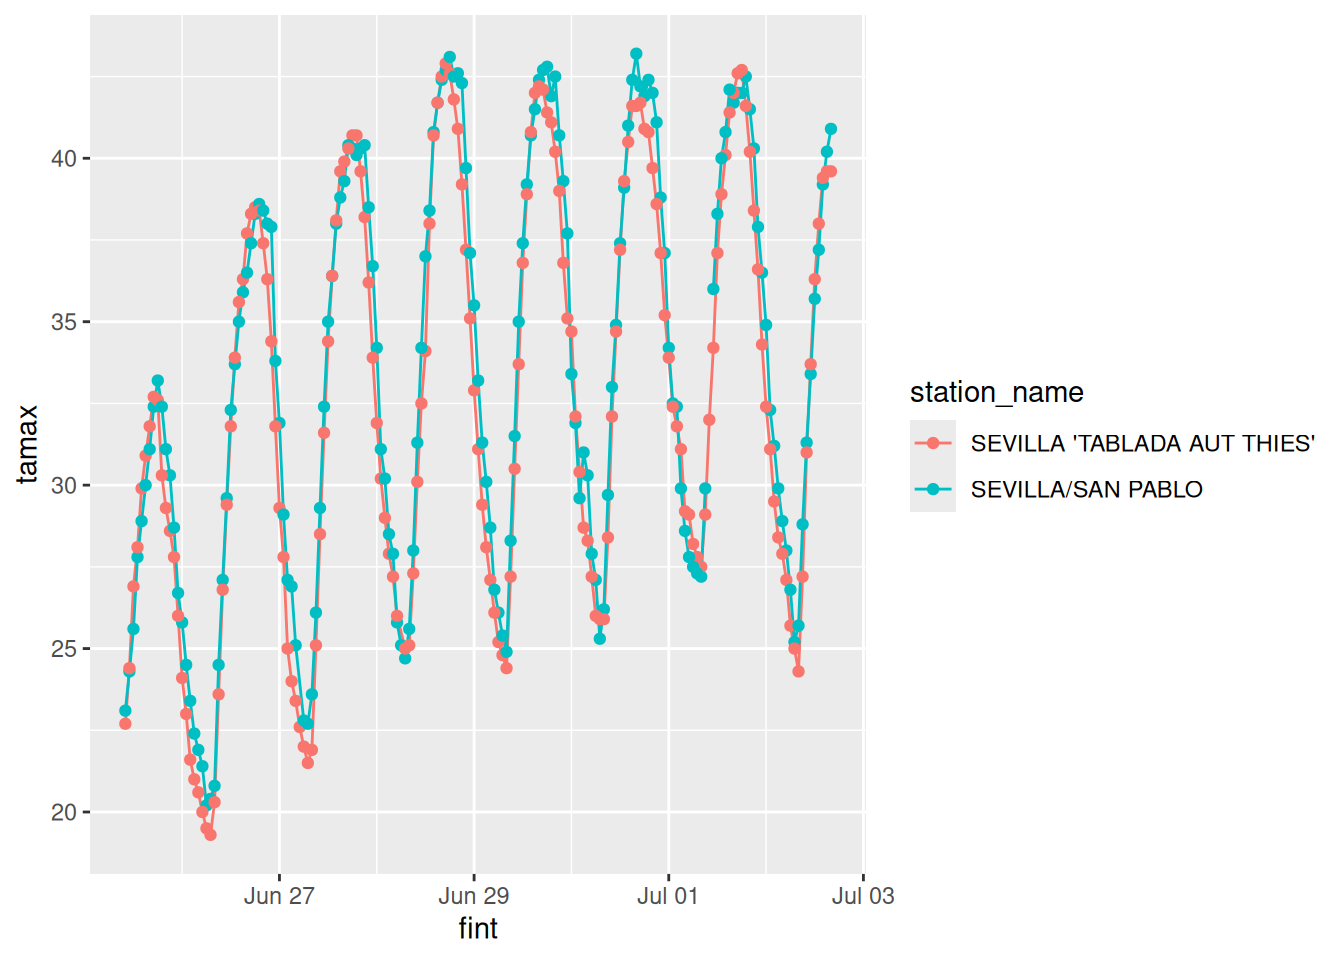 tamax
40
35
30
25
20
Jun 27
Jun 29
Jul 01
Jul 03
fint
station_name
SEVILLA 'TABLADA AUT THIES'
SEVILLA/SAN PABLO